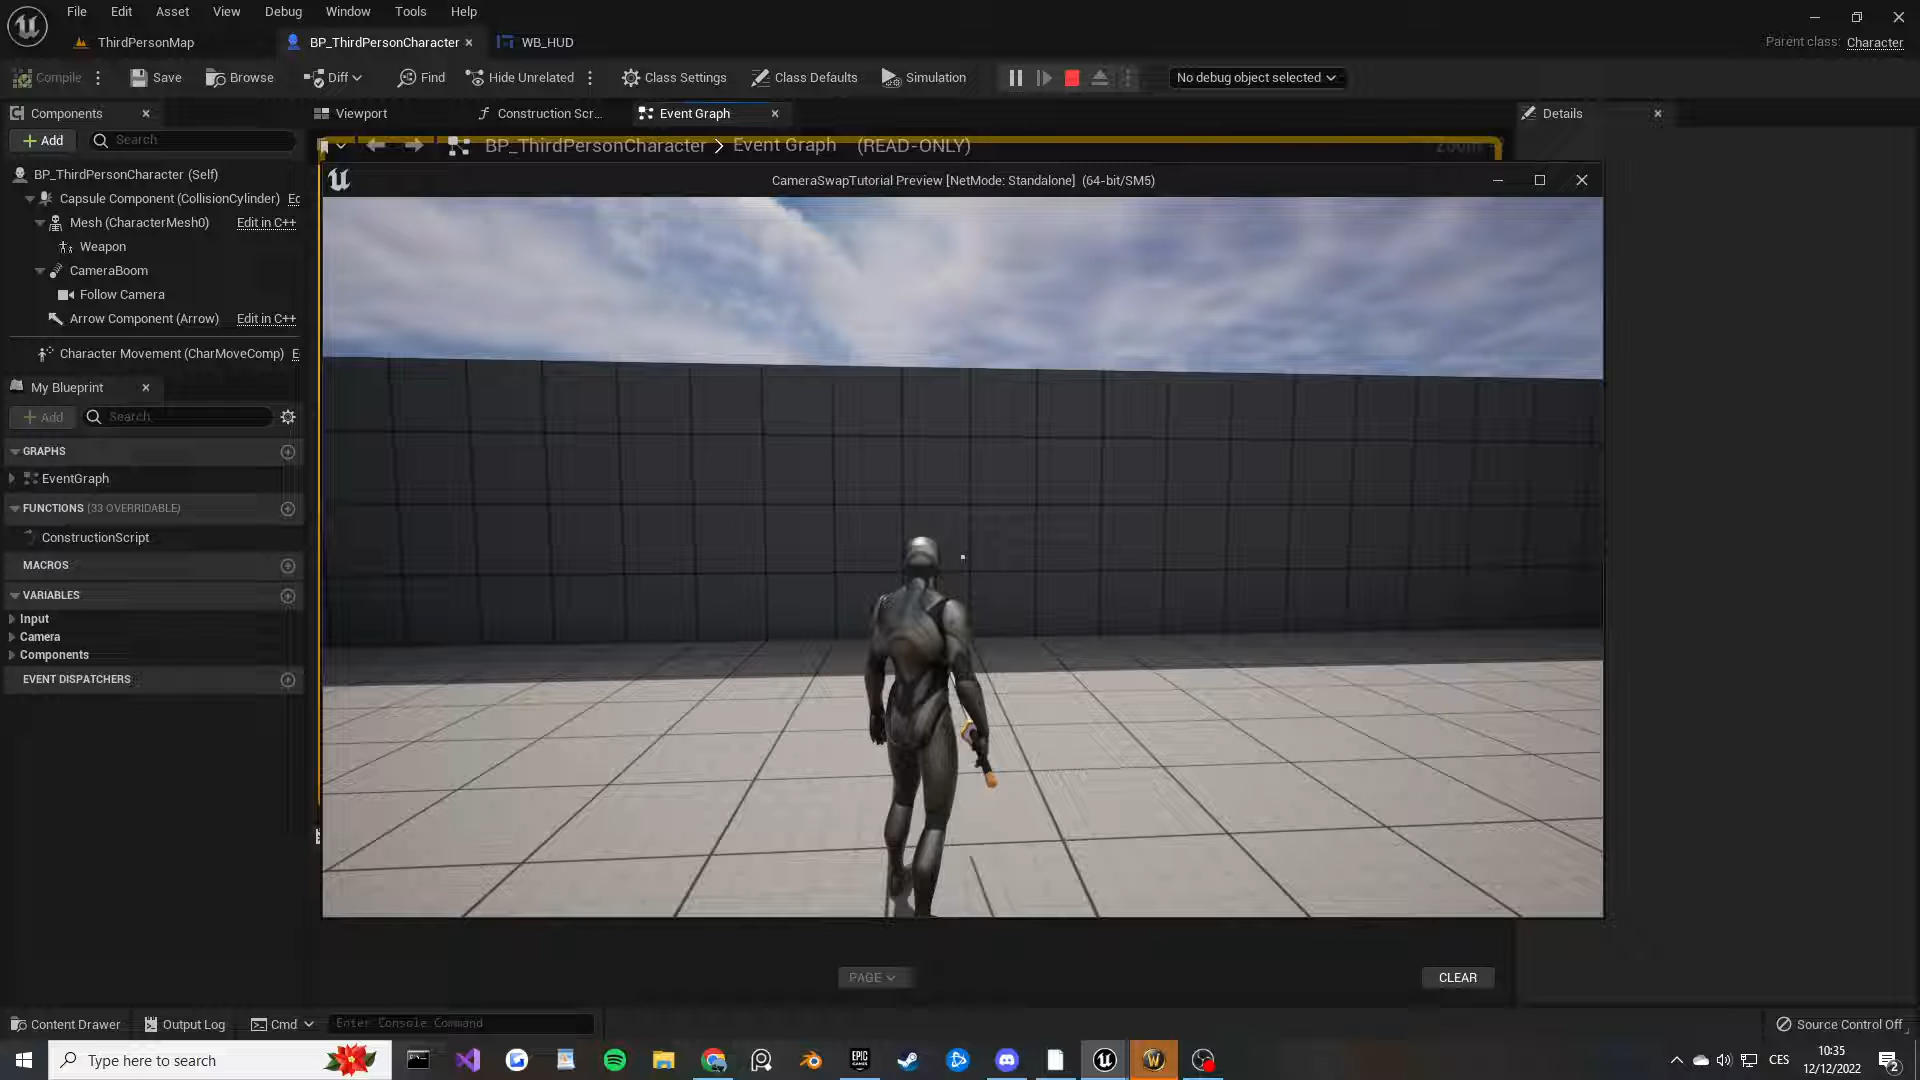 File Edit Asset View Debug Window Tools Help
ThirdPersonMap BP_ThirdPersonCharacter WB_HUD Parent class: Character
Compile Save Browse Diff Find Hide Unrelated Class Settings Class Defaults Simulation No debug object selected
Components Viewport Construction Scr... Event Graph Details
Add Search BP_ThirdPersonCharacter > Event Graph (READ-ONLY) Zoom
BP_ThirdPersonCharacter (Self)
CameraSwapTutorial Preview [NetMode: Standalone] (64-bit/SM5)
Capsule Component (CollisionCylinder)
Mesh (CharacterMesh0) Edit in C++
Weapon
CameraBoom
Follow Camera
Arrow Component (Arrow) Edit in C++
Character Movement (CharMoveComp)
My Blueprint
Add Search
GRAPHS
EventGraph
FUNCTIONS (33 OVERRIDABLE)
ConstructionScript
MACROS
VARIABLES
Input
Camera
Components
EVENT DISPATCHERS
PAGE CLEAR
Content Drawer Output Log Cmd Enter Console Command Source Control Off
Type here to search EPIC GAMES CES 10:35
12/12/2022 2